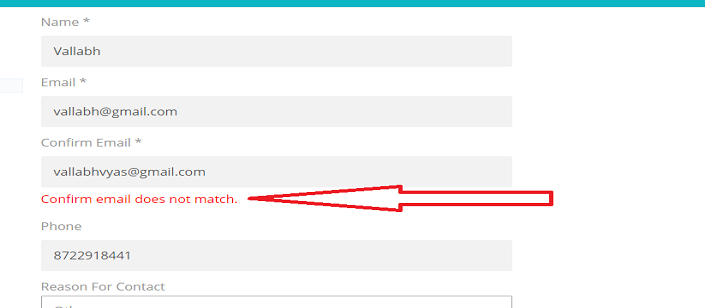 Name *
Vallabh
Email *
vallabh@gmail.com
Confirm Email *
vallabhvyas@gmail.com
Confirm email does not match.
Phone
8722918441
Reason For Contact